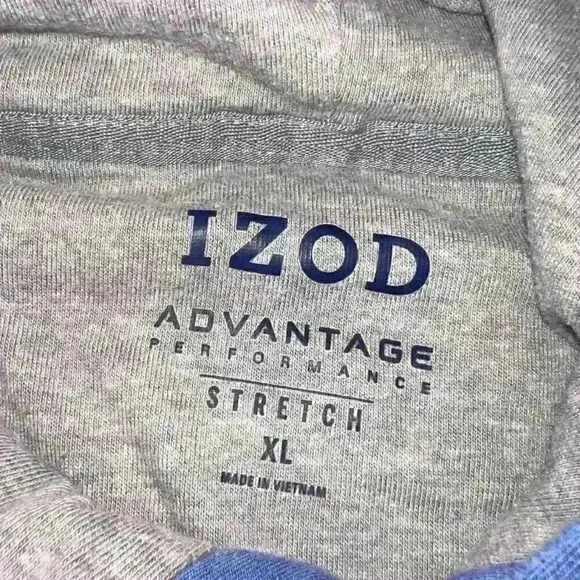 IZOD
ADVANTAGE
PERFORMANCE
STRETCH
XL
MADE IN VIETNAM